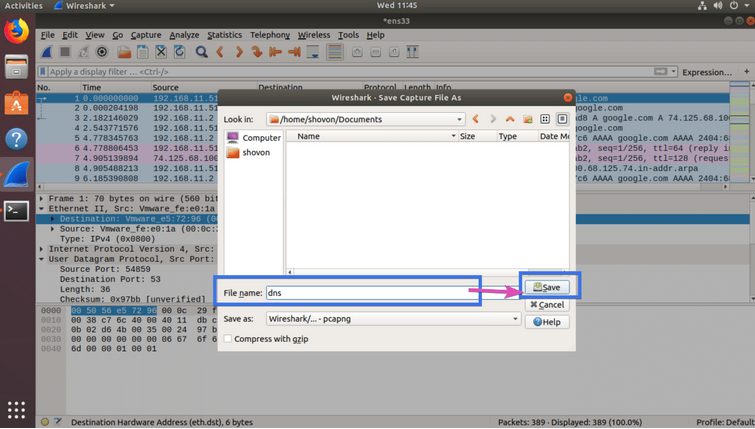 Activities Wireshark Wed 11:45
*ens33
File Edit View Go Capture Analyze Statistics Telephony Wireless Tools Help
Apply a display filter ... <Ctrl-/> Expression... +
No. Time Source Destination Protocol Length Info
1 0.000000000 192.168.11.51 gle.com
2 0.000204198 192.168.11.2 google.com
3 2.182146029 192.168.11.2 ad8 A google.com A 74.125.68.100
4 2.543771576 192.168.11.51 google.com
5 4.778345763 192.168.11.2 fc6 AAAA google.com AAAA 2404:68
6 4.778806453 192.168.11.51 ab2, seq=1/256, ttl=64 (reply i
7 4.905139894 74.125.68.100 ab2, seq=1/256, ttl=128 (reques
8 4.905488213 192.168.11.51 00.68.125.74.in-addr.arpa
9 6.185390808 192.168.11.2 fc6 AAAA google.com AAAA 2404:68
Wireshark · Save Capture File As
Look in: /home/shovon/Documents
Computer
shovon
Name Size Type Date Mo
File name: dns
Save
Cancel
Save as: Wireshark/... - pcapng
Help
Compress with gzip
Frame 1: 70 bytes on wire (560 bit
Ethernet II, Src: Vmware_fe:e0:1a
Destination: Vmware_e5:72:96 (00
Source: Vmware_fe:e0:1a (00:0c:2
Type: IPv4 (0x0800)
Internet Protocol Version 4, Src:
User Datagram Protocol, Src Port:
Source Port: 54859
Destination Port: 53
Length: 36
Checksum: 0x97bb [unverified]
0000 00 50 56 e5 72 96 00 0c 29 f
0010 00 38 c7 6c 40 00 40 11 db c
0020 0b 02 d6 4b 00 35 00 24 97 b
0030 00 00 00 00 00 00 06 67 6f 6
0040 6d 00 00 01 00 01
Destination Hardware Address (eth.dst), 6 bytes Packets: 389 · Displayed: 389 (100.0%) Profile: Default